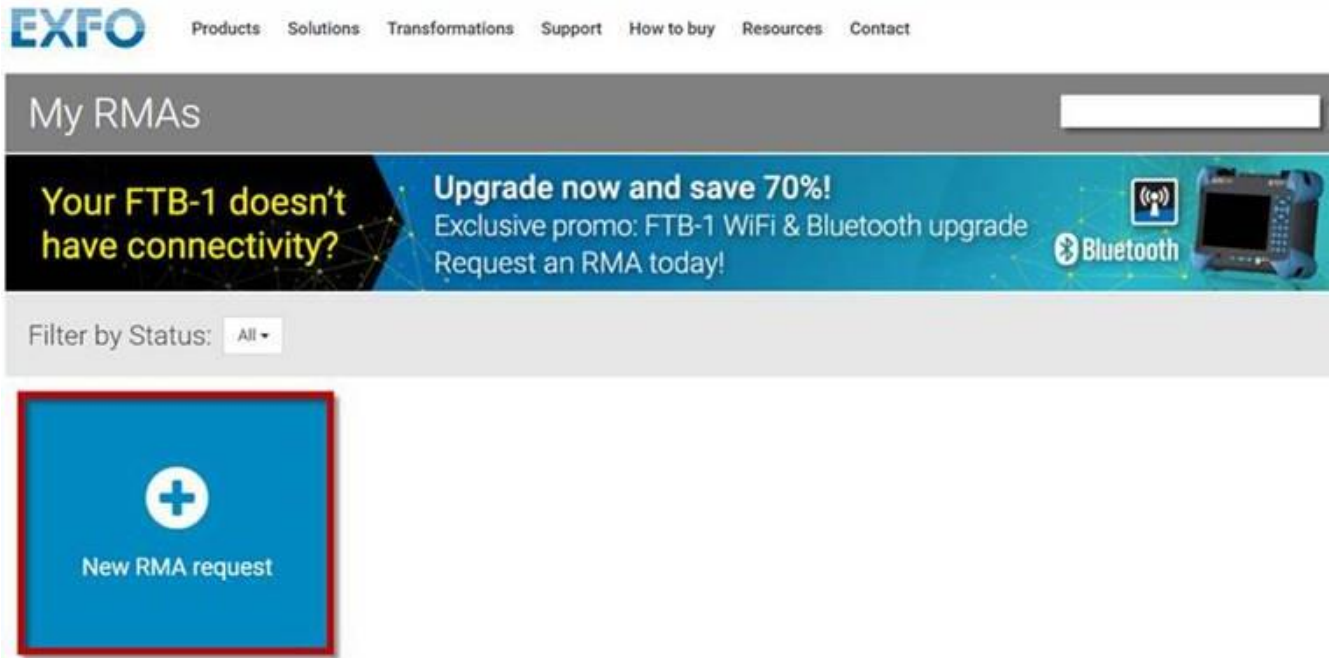 EXFO Products Solutions Transformations Support How to buy Resources Contact
My RMAs
Your FTB-1 doesn't
have connectivity?
Upgrade now and save 70%!
Exclusive promo: FTB-1 WiFi & Bluetooth upgrade
Request an RMA today!
Bluetooth
Filter by Status: All
New RMA request